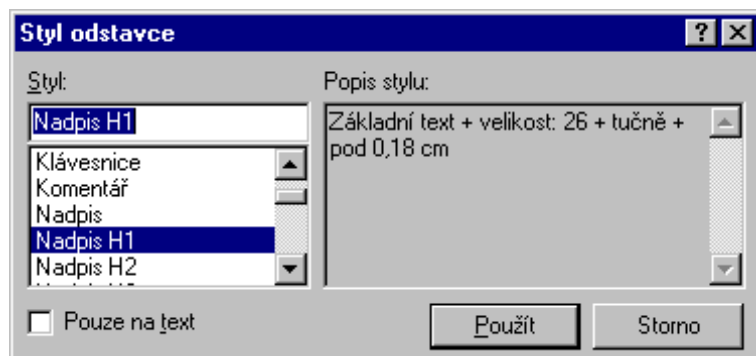 Styl odstavce
Styl:
Nadpis H1
Klávesnice
Komentář
Nadpis
Nadpis H1
Nadpis H2
Popis stylu:
Základní text + velikost: 26 + tučně +
pod 0,18 cm
Pouze na text
Použít
Storno